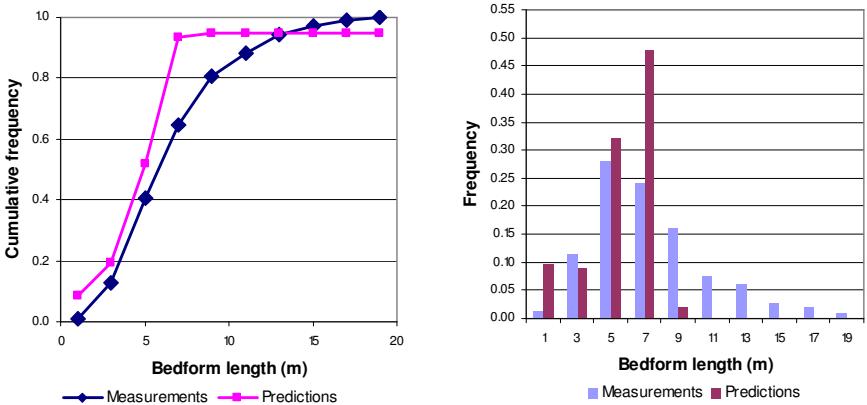 Cumulative frequency
10
0.8
0.6
0.4
0.2
0.0
0 5 10 15 20
Bedform length (m)
Measurements Predictions
Frequency
0.55
0.50
0.45
0.40
0.35
0.30
0.25
0.20
0.15
0.10
0.05
0.00
1 3 5 7 9 11 13 15 17 19
Bedform length (m)
Measurements Predictions